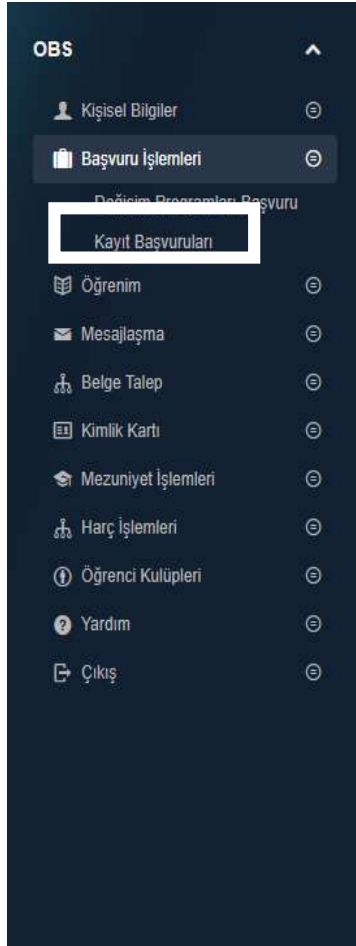 OBS
Kişisel Bilgiler
Başvuru İşlemleri
Değişim Programları Başvuru
Kayıt Başvuruları
Öğrenim
Mesajlaşma
Belge Talep
Kimlik Kartı
Mezuniyet İşlemleri
Harç İşlemleri
Öğrenci Kulüpleri
Yardım
Çıkış